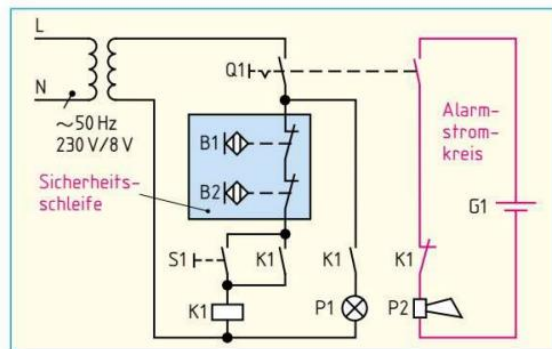 L
N
~50 Hz
230 V/8 V
Q1
B1
B2
Sicherheits-
schleife
S1
K1
K1
K1
P1
Alarm-
strom-
kreis
G1
K1
P2